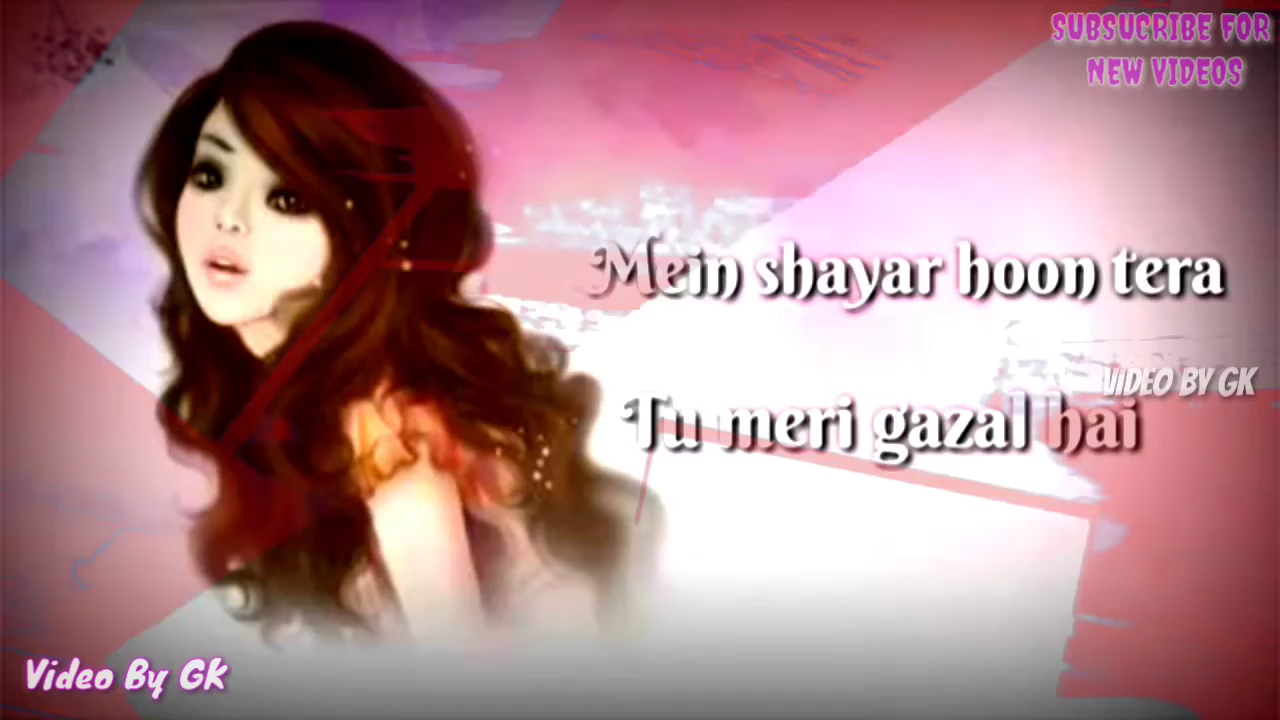 SUBSUCRIBE FOR
NEW VIDEOS
Mein shayar hoon tera
VIDEO BY GK
Tu meri gazal hai
Video By GK